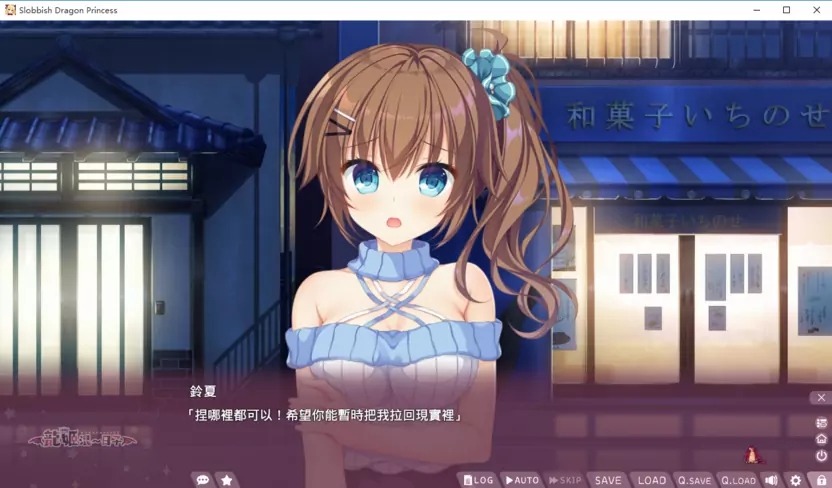 Slobbish Dragon Princess
和菓子いちのせ
和菓子いちのせ
鈴夏
「捏哪裡都可以！希望你能暫時把我拉回現實裡」
LOG
AUTO
SKIP
SAVE
LOAD
Q.SAVE
Q.LOAD